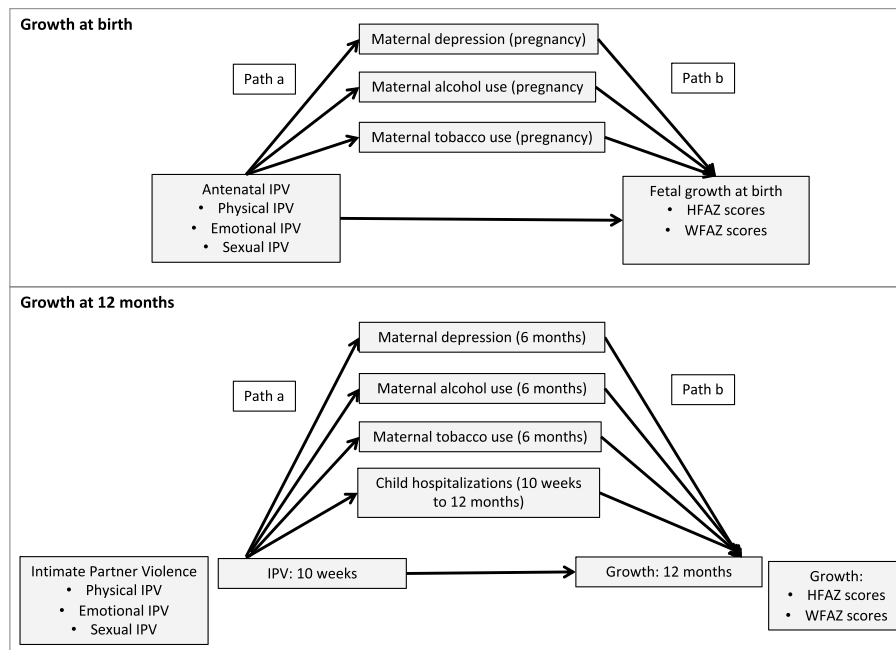 Growth at birth
Maternal depression (pregnancy)
Path a
Path b
Maternal alcohol use (pregnancy
Maternal tobacco use (pregnancy)
Antenatal IPV
• Physical IPV
• Emotional IPV
• Sexual IPV
Fetal growth at birth
• HFAZ scores
• WFAZ scores
Growth at 12 months
Maternal depression (6 months)
Path a
Path b
Maternal alcohol use (6 months)
Maternal tobacco use (6 months)
Child hospitalizations (10 weeks
to 12 months)
Intimate Partner Violence
• Physical IPV
• Emotional IPV
• Sexual IPV
IPV: 10 weeks
Growth: 12 months
Growth:
• HFAZ scores
• WFAZ scores